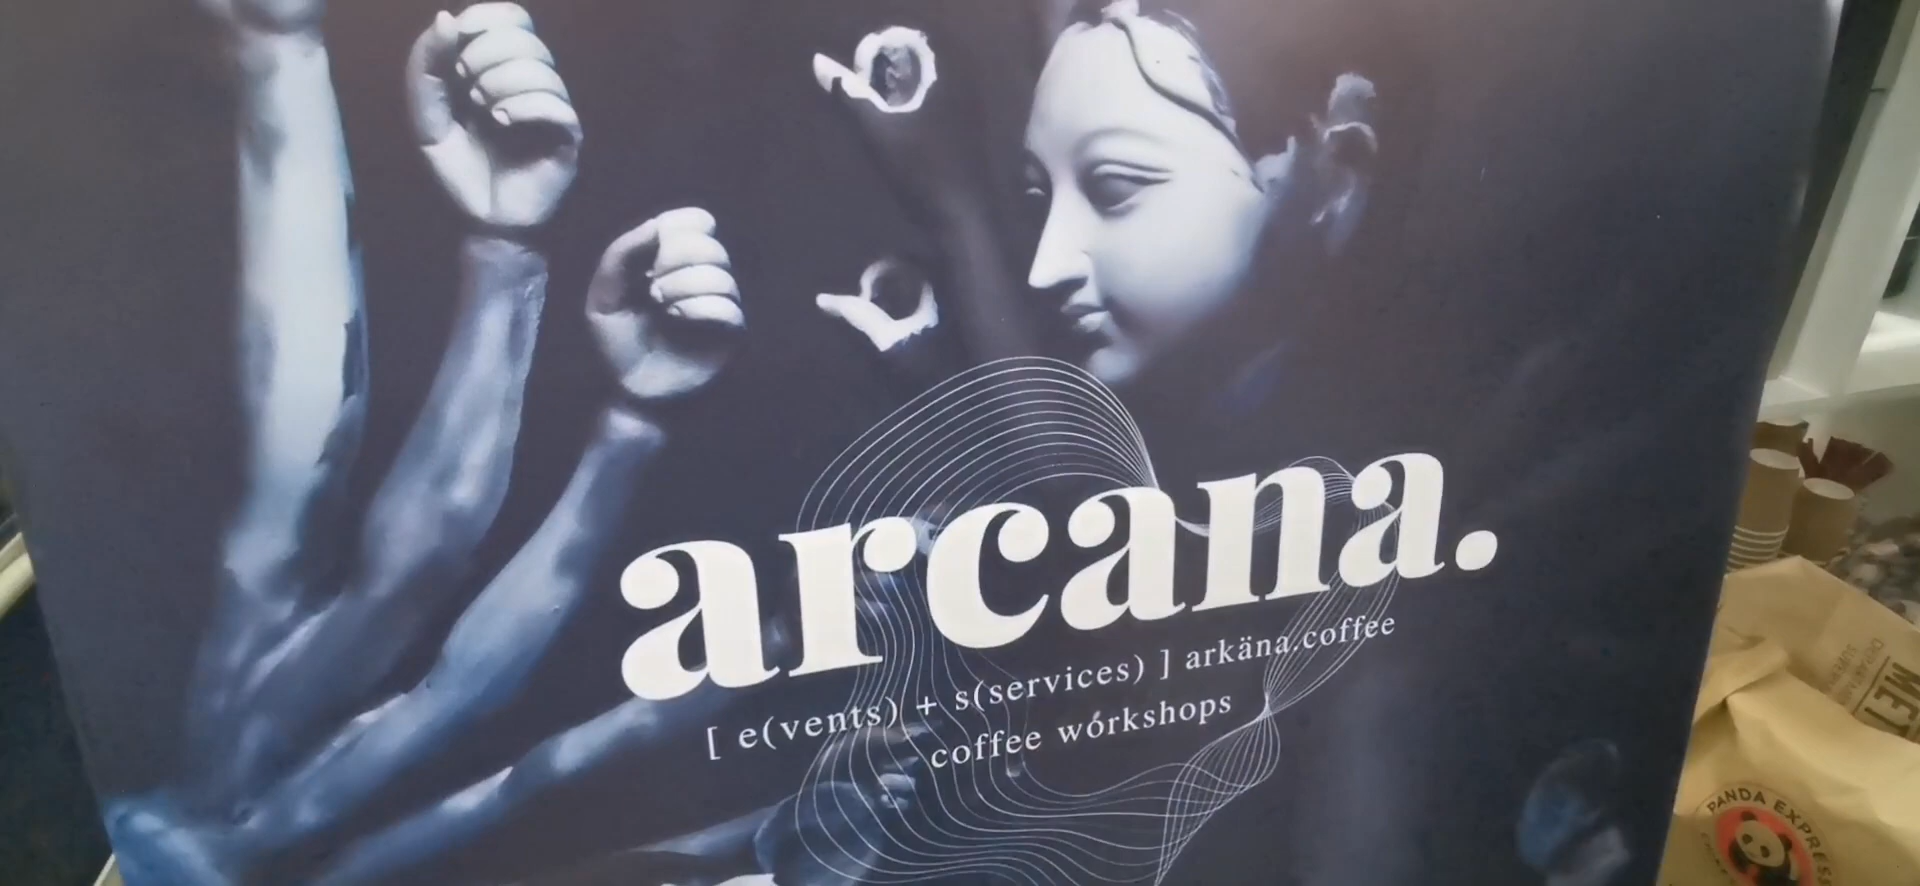 arcana.
[ e(vents) + s(services) ] arkäna.coffee
coffee wórkshops
PANDA EXPRESS